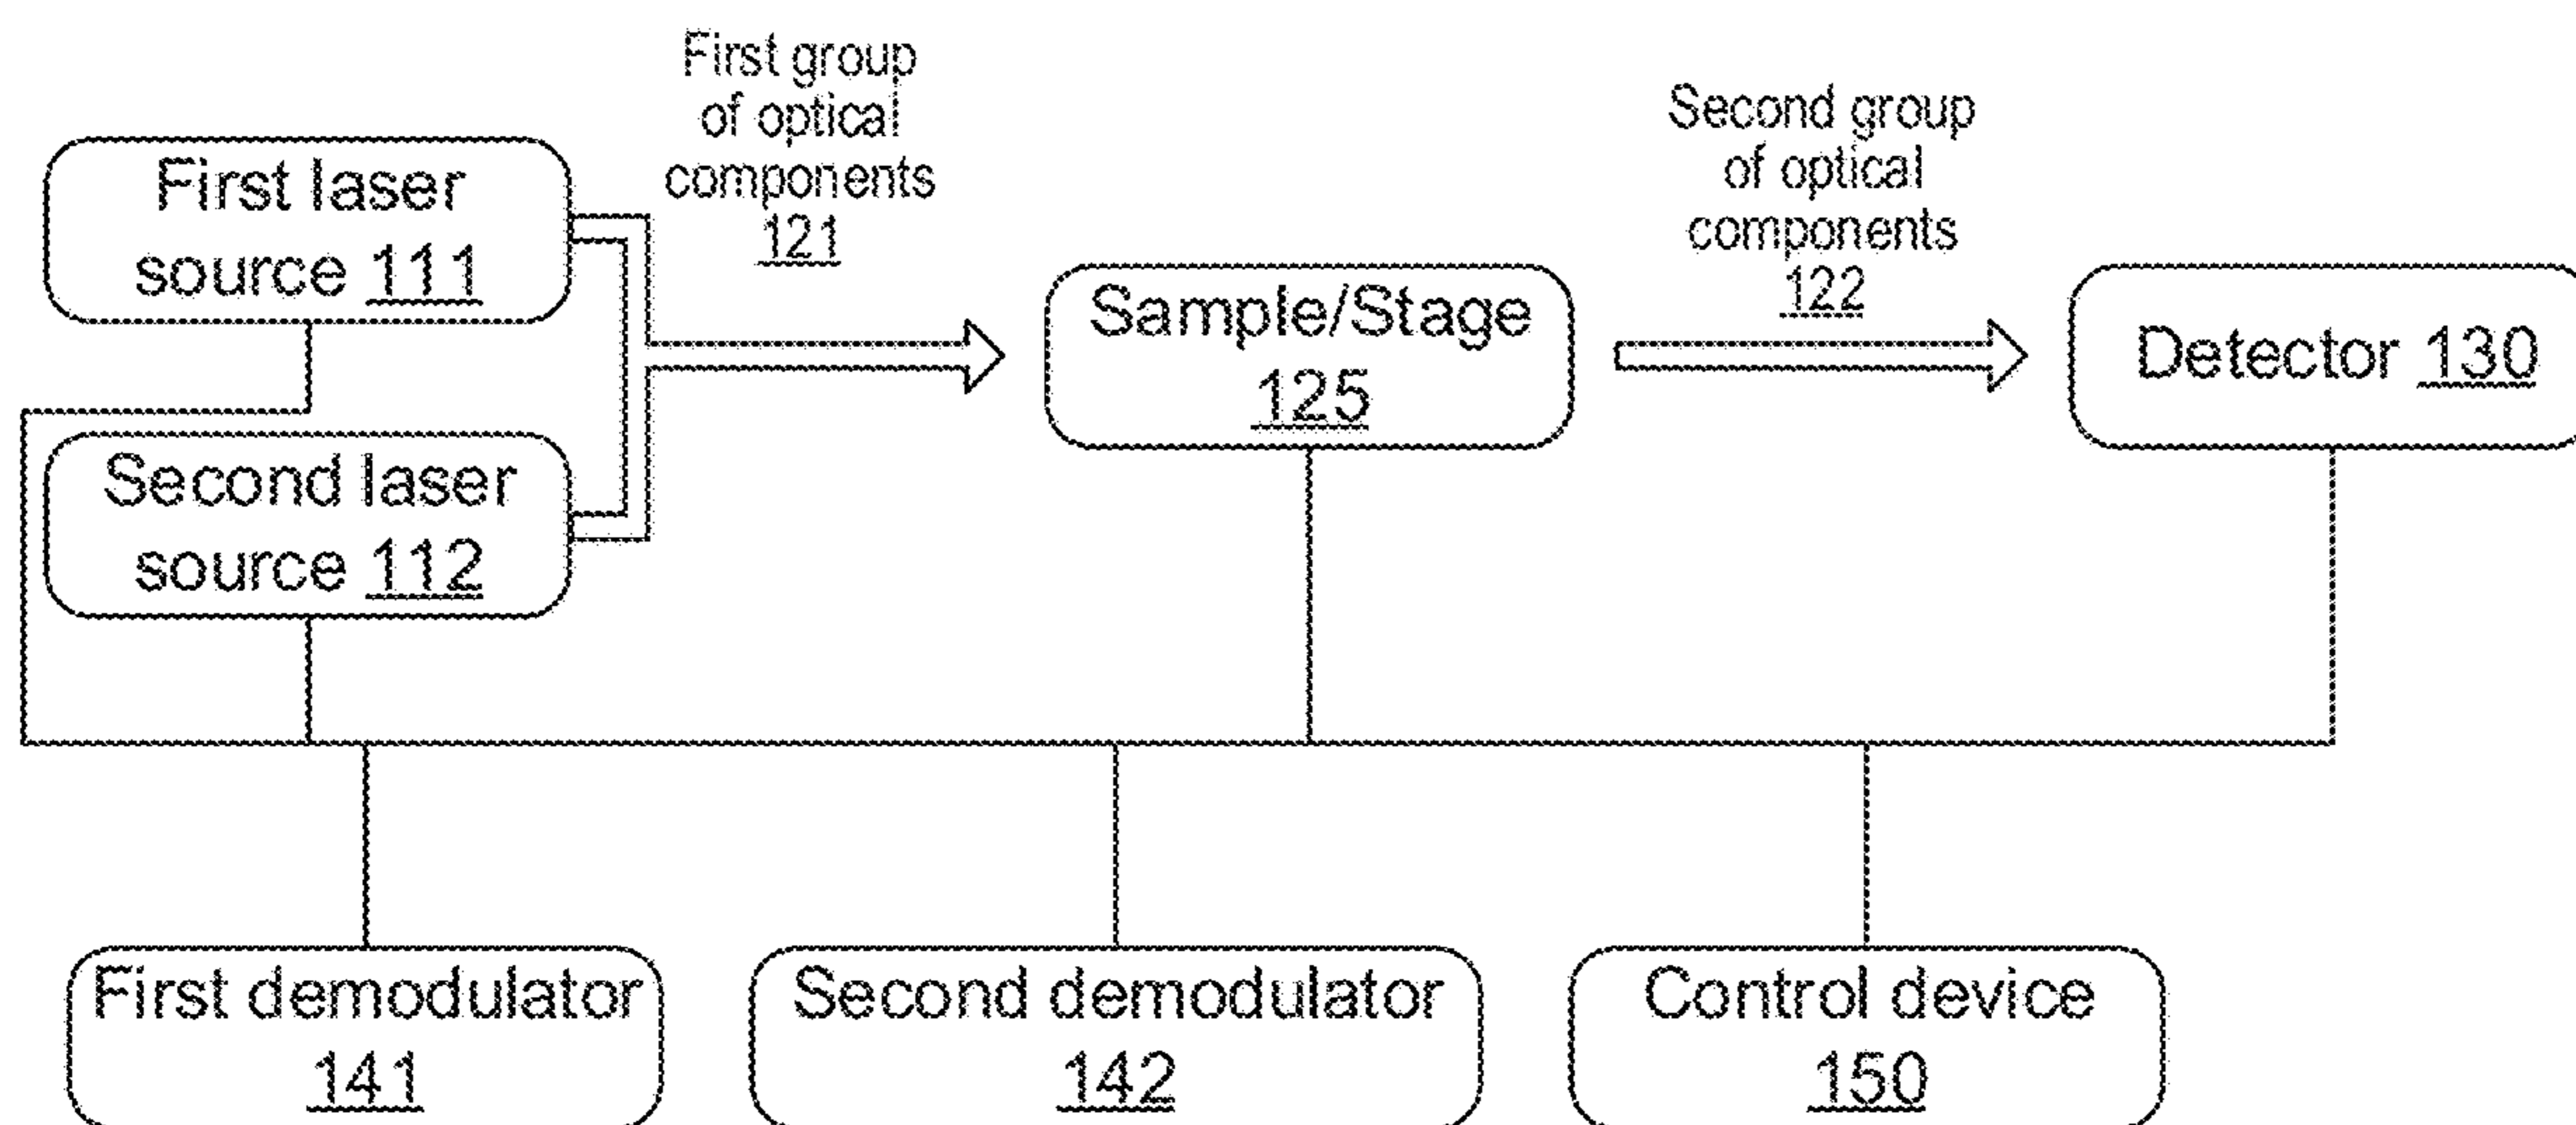 First group
of optical
components
121
Second group
of optical
components
122
First laser
source 111
Sample/Stage
125
Detector 130
Second laser
source 112
First demodulator
141
Second demodulator
142
Control device
150